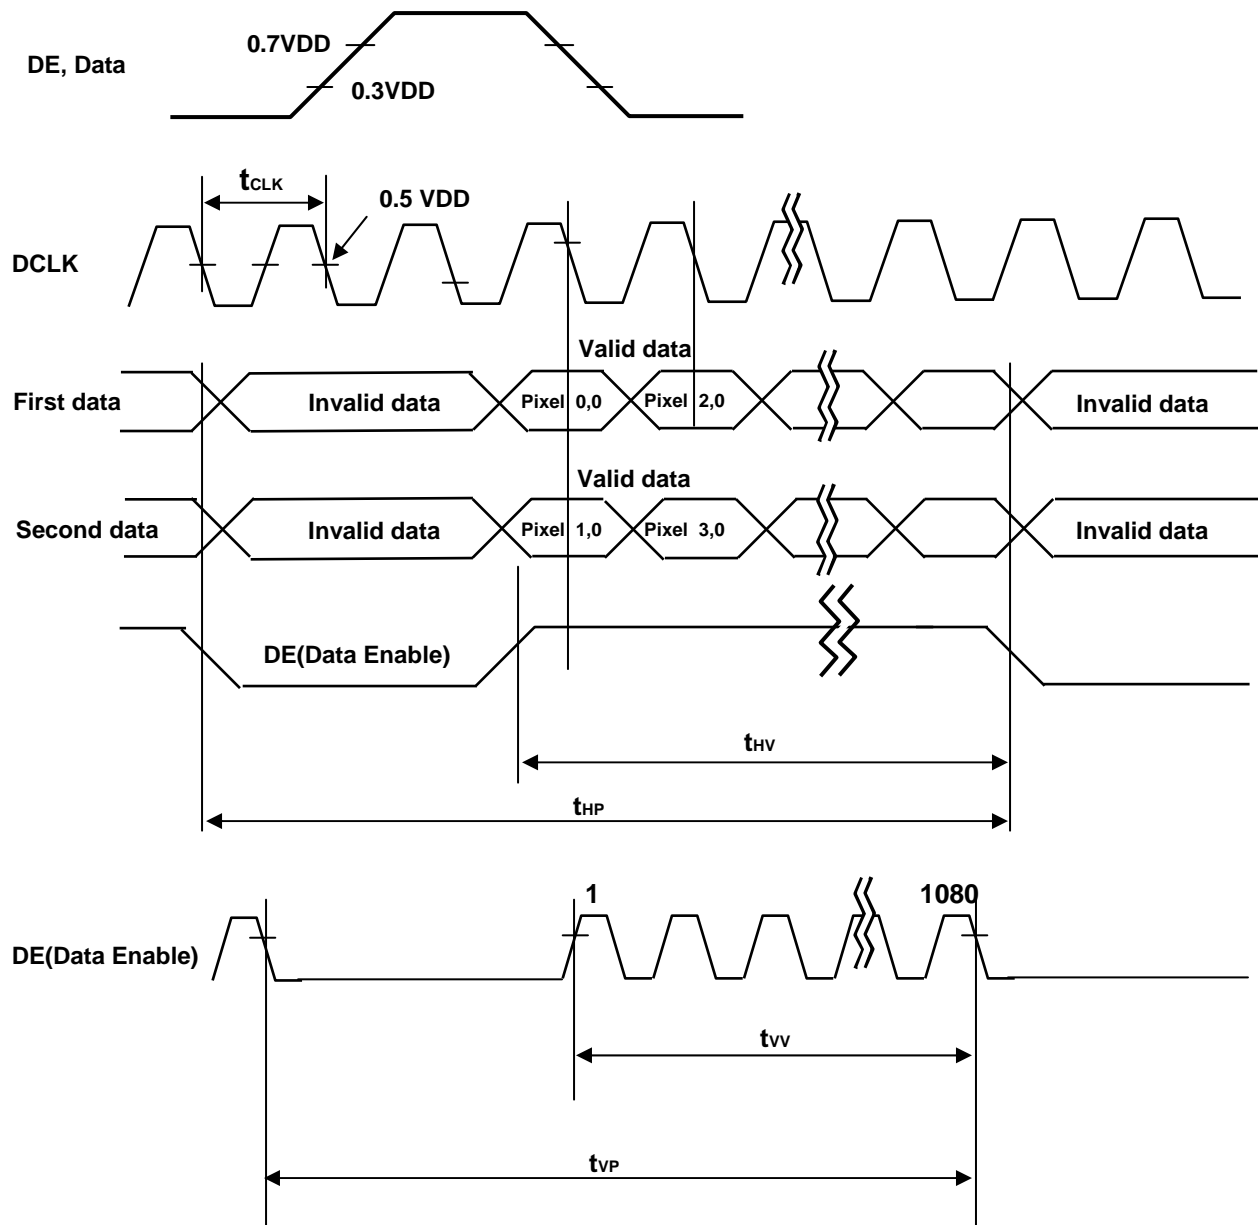 0.7VDD
DE, Data
0.3VDD
tCLK
0.5 VDD
DCLK
Valid data
First data
Invalid data
Pixel 0,0
Pixel 2,0
Invalid data
Valid data
Second data
Invalid data
Pixel 1,0
Pixel 3,0
Invalid data
DE(Data Enable)
tHV
tHP
1
1080
DE(Data Enable)
tVV
tVP